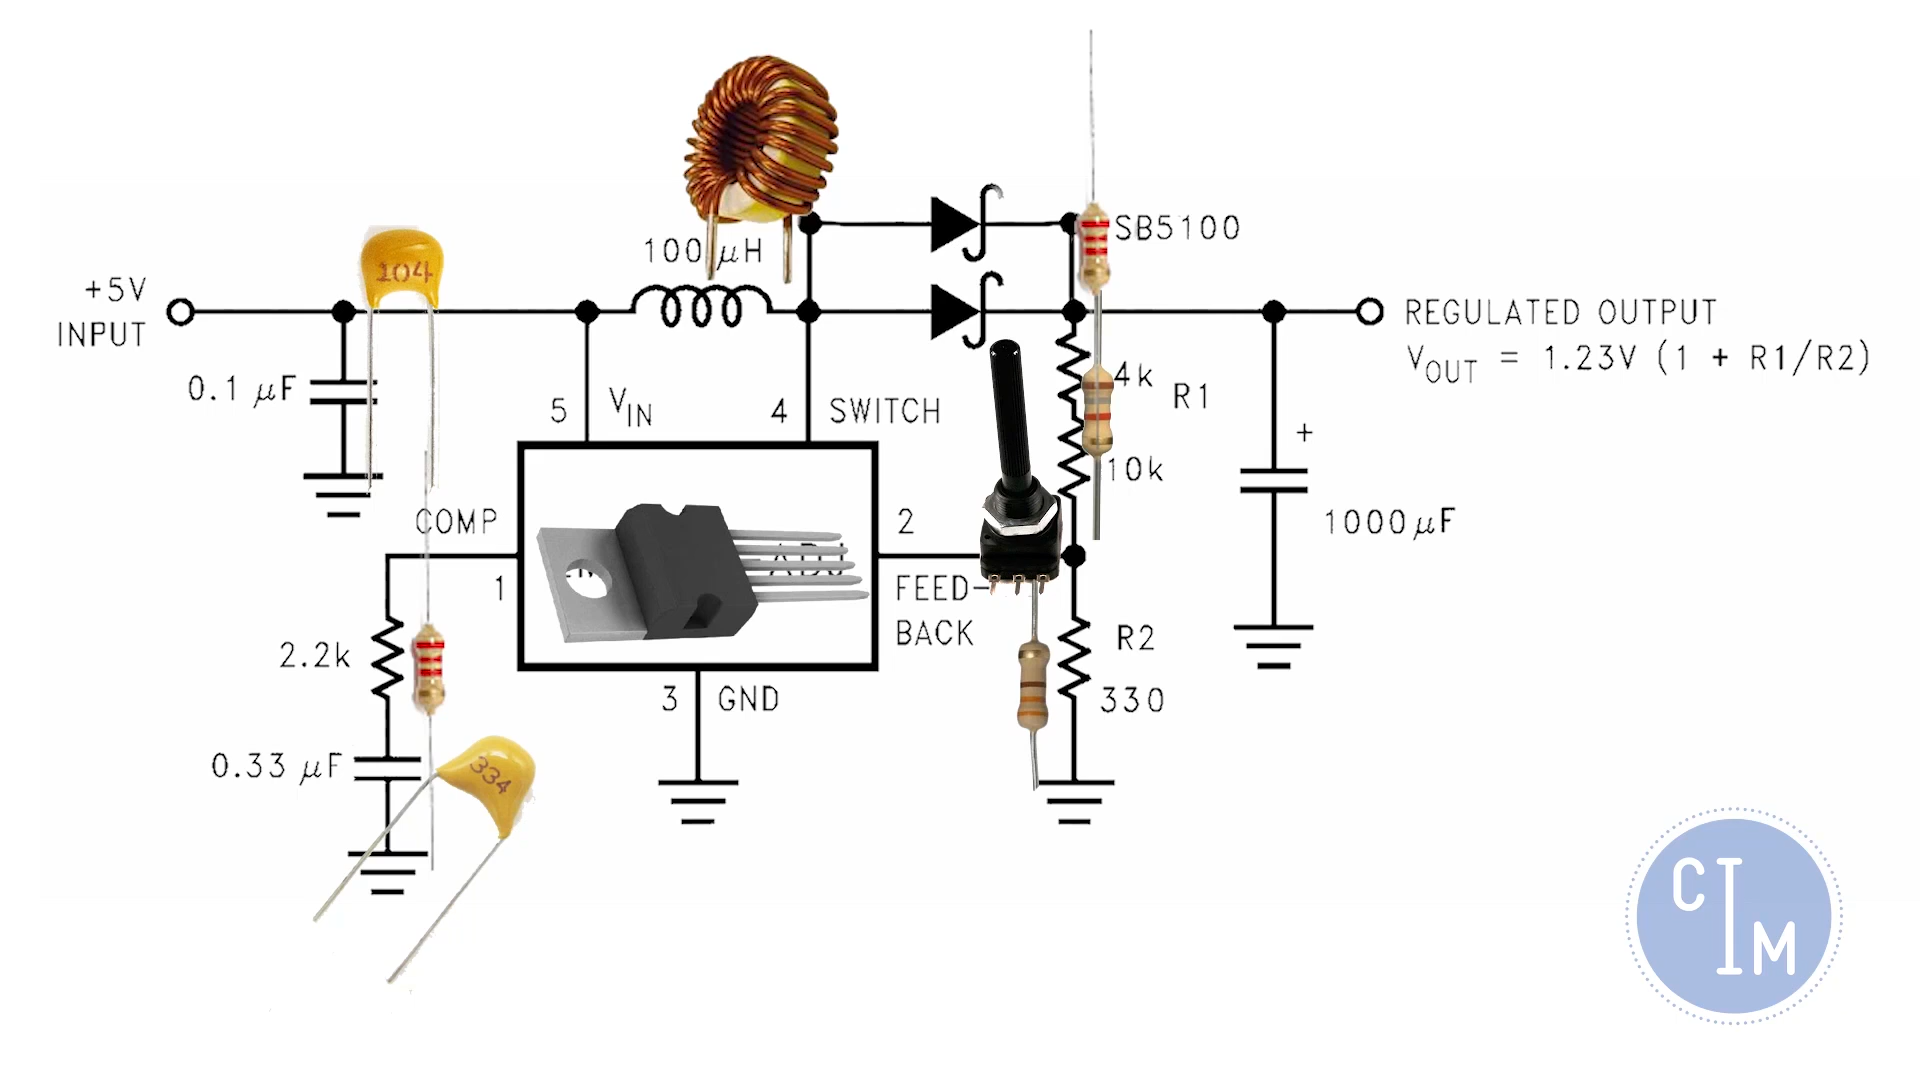 SB5100
100 μH
104
+5V
INPUT
REGULATED OUTPUT
VOUT = 1.23V (1 + R1/R2)
0.1 μF
5
VIN
4
SWITCH
4k
R1
+
10k
COMP
2
1000μF
1
FEED-
BACK
2.2k
R2
3
GND
330
0.33 μF
334
CIM